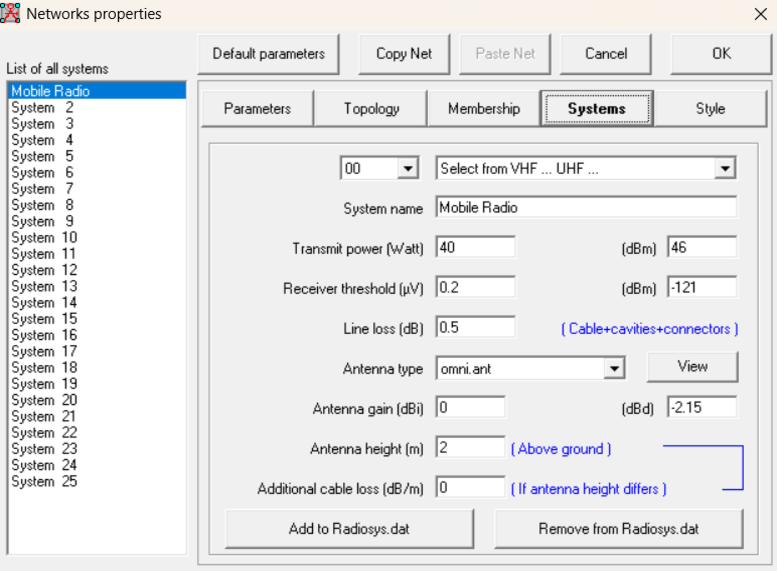 Networks properties
Default parameters
Copy Net
Paste Net
Cancel
OK
List of all systems
Mobile Radio
System 2
System 3
System 4
System 5
System 6
System 7
System 8
System 9
System 10
System 11
System 12
System 13
System 14
System 15
System 16
System 17
System 18
System 19
System 20
System 21
System 22
System 23
System 24
System 25
Parameters
Topology
Membership
Systems
Style
00
Select from VHF ... UHF ...
System name Mobile Radio
Transmit power (Watt) 40 (dBm) 46
Receiver threshold (µV) 0.2 (dBm) -121
Line loss (dB) 0.5 ( Cable+cavities+connectors )
Antenna type omni.ant View
Antenna gain (dBi) 0 (dBd) -2.15
Antenna height (m) 2 ( Above ground )
Additional cable loss (dB/m) 0 ( If antenna height differs )
Add to Radiosys.dat
Remove from Radiosys.dat